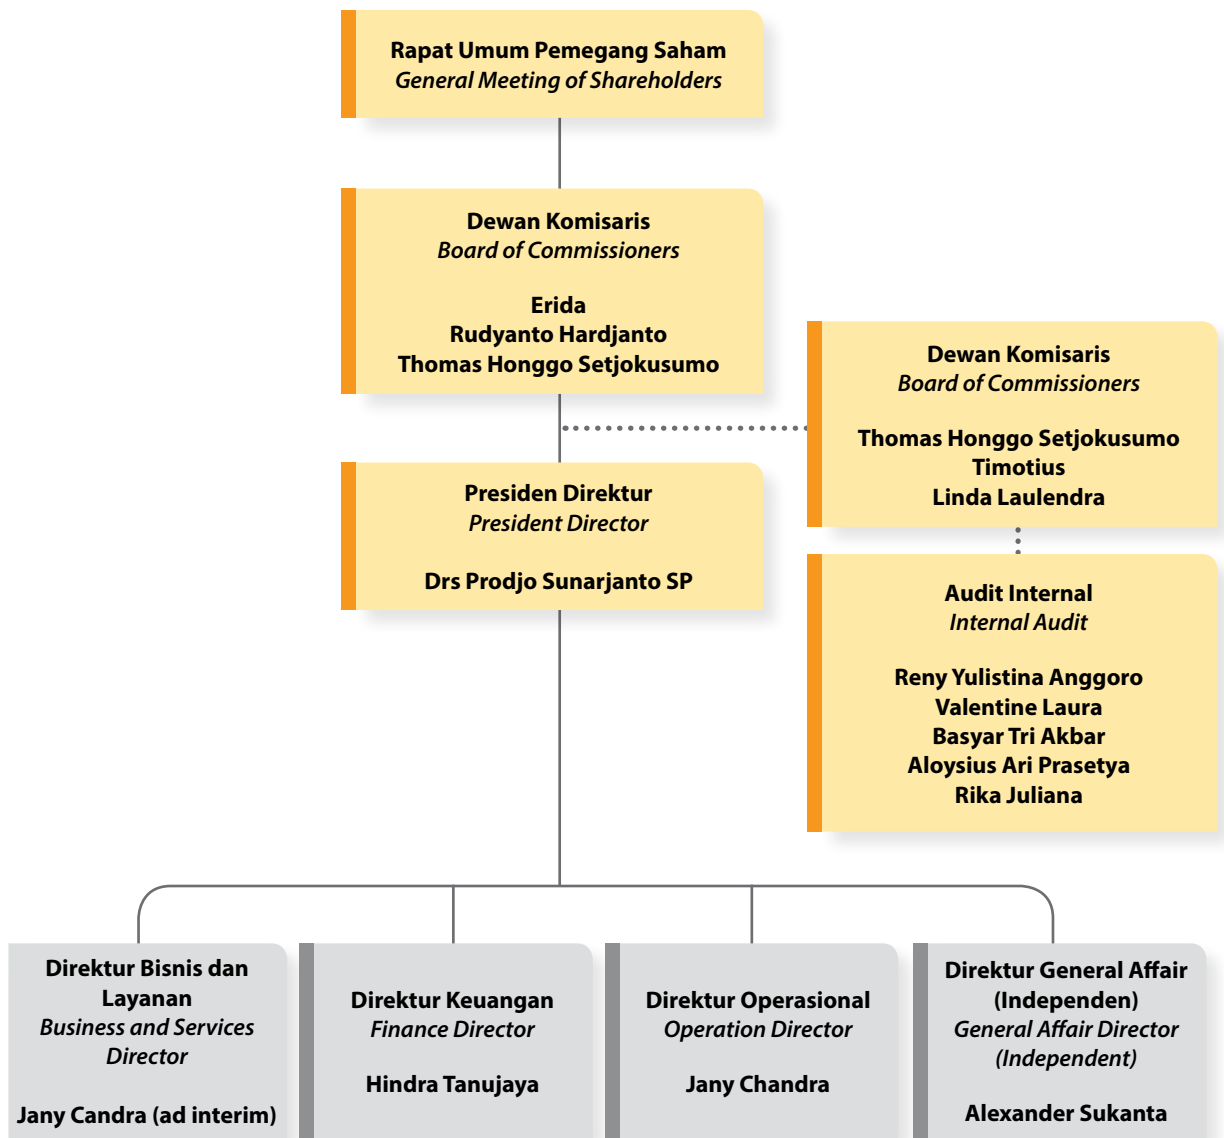 Rapat Umum Pemegang Saham
General Meeting of Shareholders
Dewan Komisaris
Board of Commissioners
Erida
Rudyanto Hardjanto
Thomas Honggo Setjokusumo
Dewan Komisaris
Board of Commissioners
Thomas Honggo Setjokusumo
Timotius
Linda Laulendra
Presiden Direktur
President Director
Drs Prodjo Sunarjanto SP
Audit Internal
Internal Audit
Reny Yulistina Anggoro
Valentine Laura
Basyar Tri Akbar
Aloysius Ari Prasetya
Rika Juliana
Direktur Bisnis dan
Layanan
Business and Services
Director
Jany Candra (ad interim)
Direktur Keuangan
Finance Director
Hindra Tanujaya
Direktur Operasional
Operation Director
Jany Chandra
Direktur General Affair
(Independen)
General Affair Director
(Independent)
Alexander Sukanta